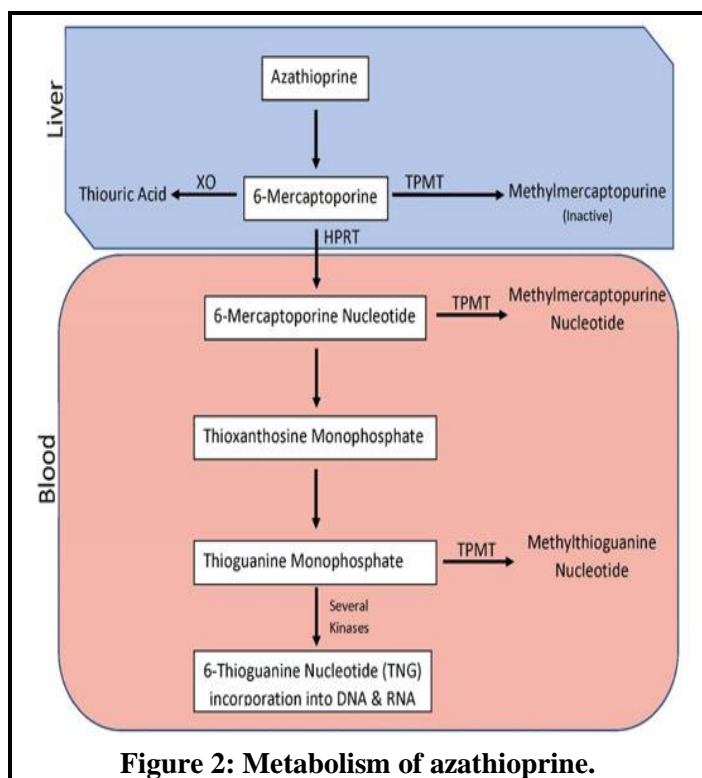 Liver
Azathioprine
Thiouric Acid
XO
6-Mercaptoporine
TPMT
Methylmercaptopurine
(Inactive)
HPRT
Blood
6-Mercaptoporine Nucleotide
TPMT
Methylmercaptopurine
Nucleotide
Thioxanthosine Monophosphate
Thioguanine Monophosphate
TPMT
Methylthioguanine
Nucleotide
Several
Kinases
6-Thioguanine Nucleotide (TNG)
incorporation into DNA & RNA
Figure 2: Metabolism of azathioprine.